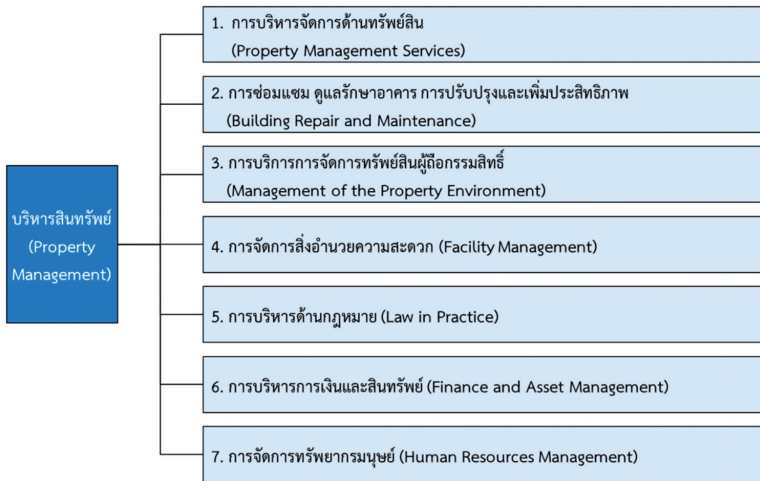 บริหารสินทรัพย์
(Property
Management)
1. การบริหารจัดการด้านทรัพย์สิน
(Property Management Services)
2. การซ่อมแซม ดูแลรักษาอาคาร การปรับปรุงและเพิ่มประสิทธิภาพ
(Building Repair and Maintenance)
3. การบริการการจัดการทรัพย์สินผู้ถือกรรมสิทธิ์
(Management of the Property Environment)
4. การจัดการสิ่งอำนวยความสะดวก (Facility Management)
5. การบริหารด้านกฎหมาย (Law in Practice)
6. การบริหารการเงินและสินทรัพย์ (Finance and Asset Management)
7. การจัดการทรัพยากรมนุษย์ (Human Resources Management)